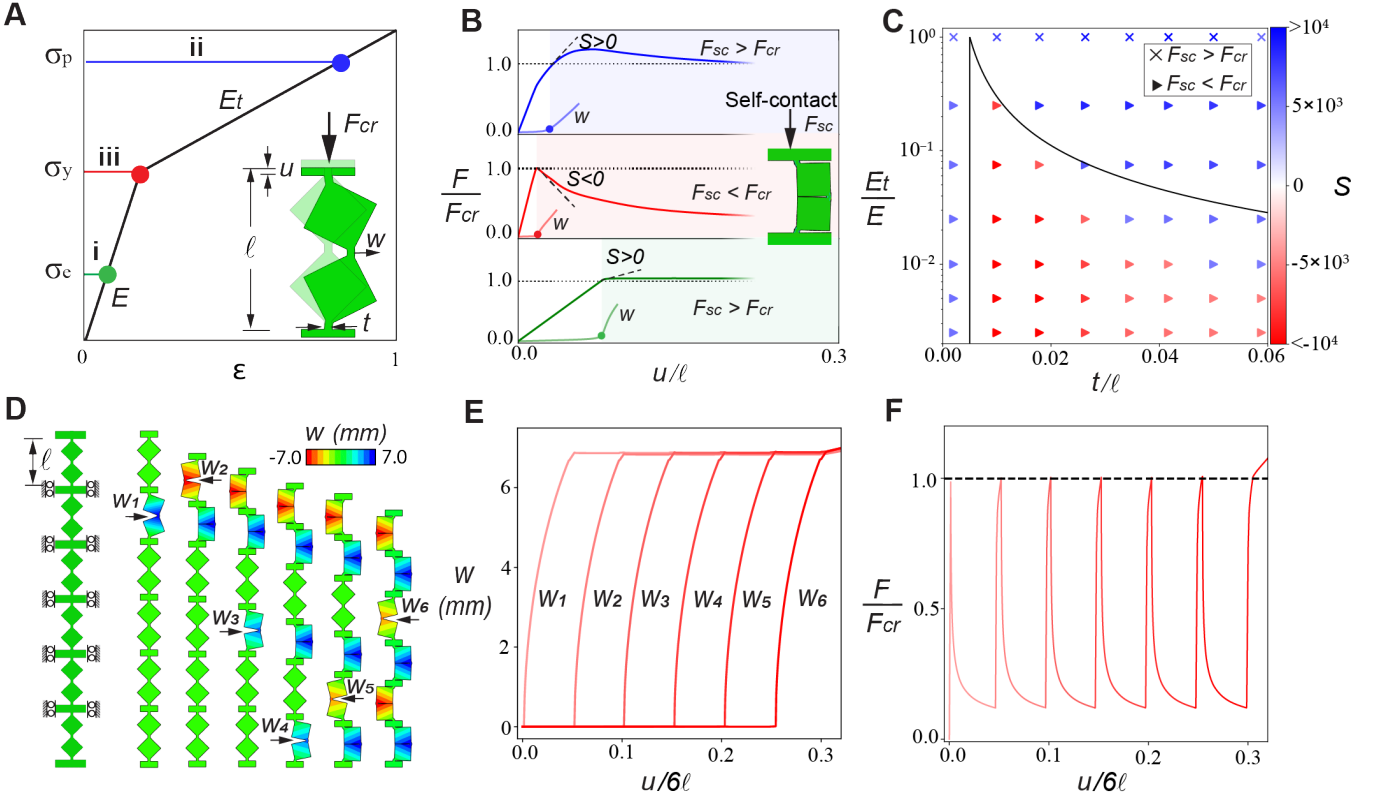 A
σp
ii
Et
Fcr
σy
iii
u
ℓ
w
i
σe
E
t
0
1
ε
B
S>0
Fsc > Fcr
1.0
w
0.0
Self-contact
Fsc
1.0
S<0
Fsc < Fcr
w
0.0
F
Fcr
S>0
1.0
Fsc > Fcr
w
0.0
0.0
0.3
u/ℓ
C
10⁰
10⁻¹
10⁻²
Et
E
Fsc > Fcr
Fsc < Fcr
0.00
0.02
0.04
0.06
t/ℓ
>10⁴
5×10³
0
-5×10³
<-10⁴
S
D
ℓ
w (mm)
-7.0
7.0
W1
W2
W3
W4
W5
W6
E
6
4
2
0
W
(mm)
W1
W2
W3
W4
W5
W6
0.0
0.1
0.2
0.3
u/6ℓ
F
1.0
0.5
0.0
F
Fcr
0.0
0.1
0.2
0.3
u/6ℓ